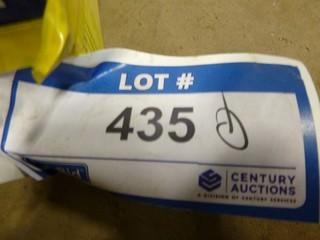 LOT #
435
CENTURY
AUCTIONS
A DIVISION OF CENTURY SERVICES